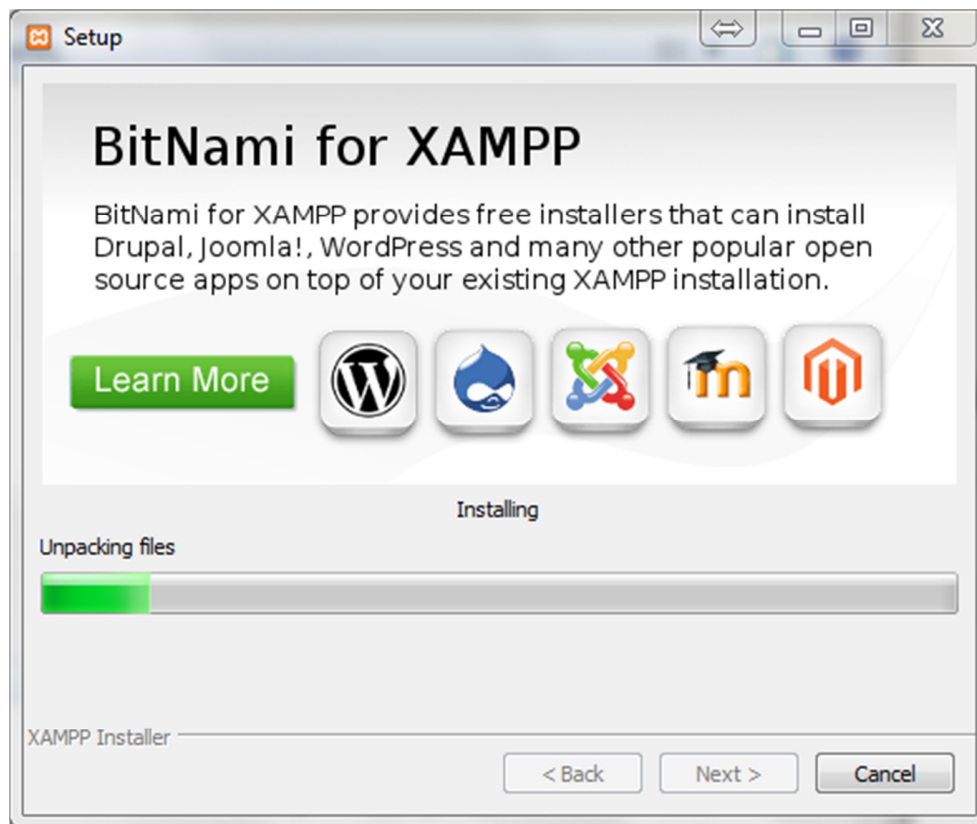 Setup
BitNami for XAMPP
BitNami for XAMPP provides free installers that can install
Drupal, Joomla!, WordPress and many other popular open
source apps on top of your existing XAMPP installation.
Learn More
Installing
Unpacking files
XAMPP Installer
< Back Next > Cancel